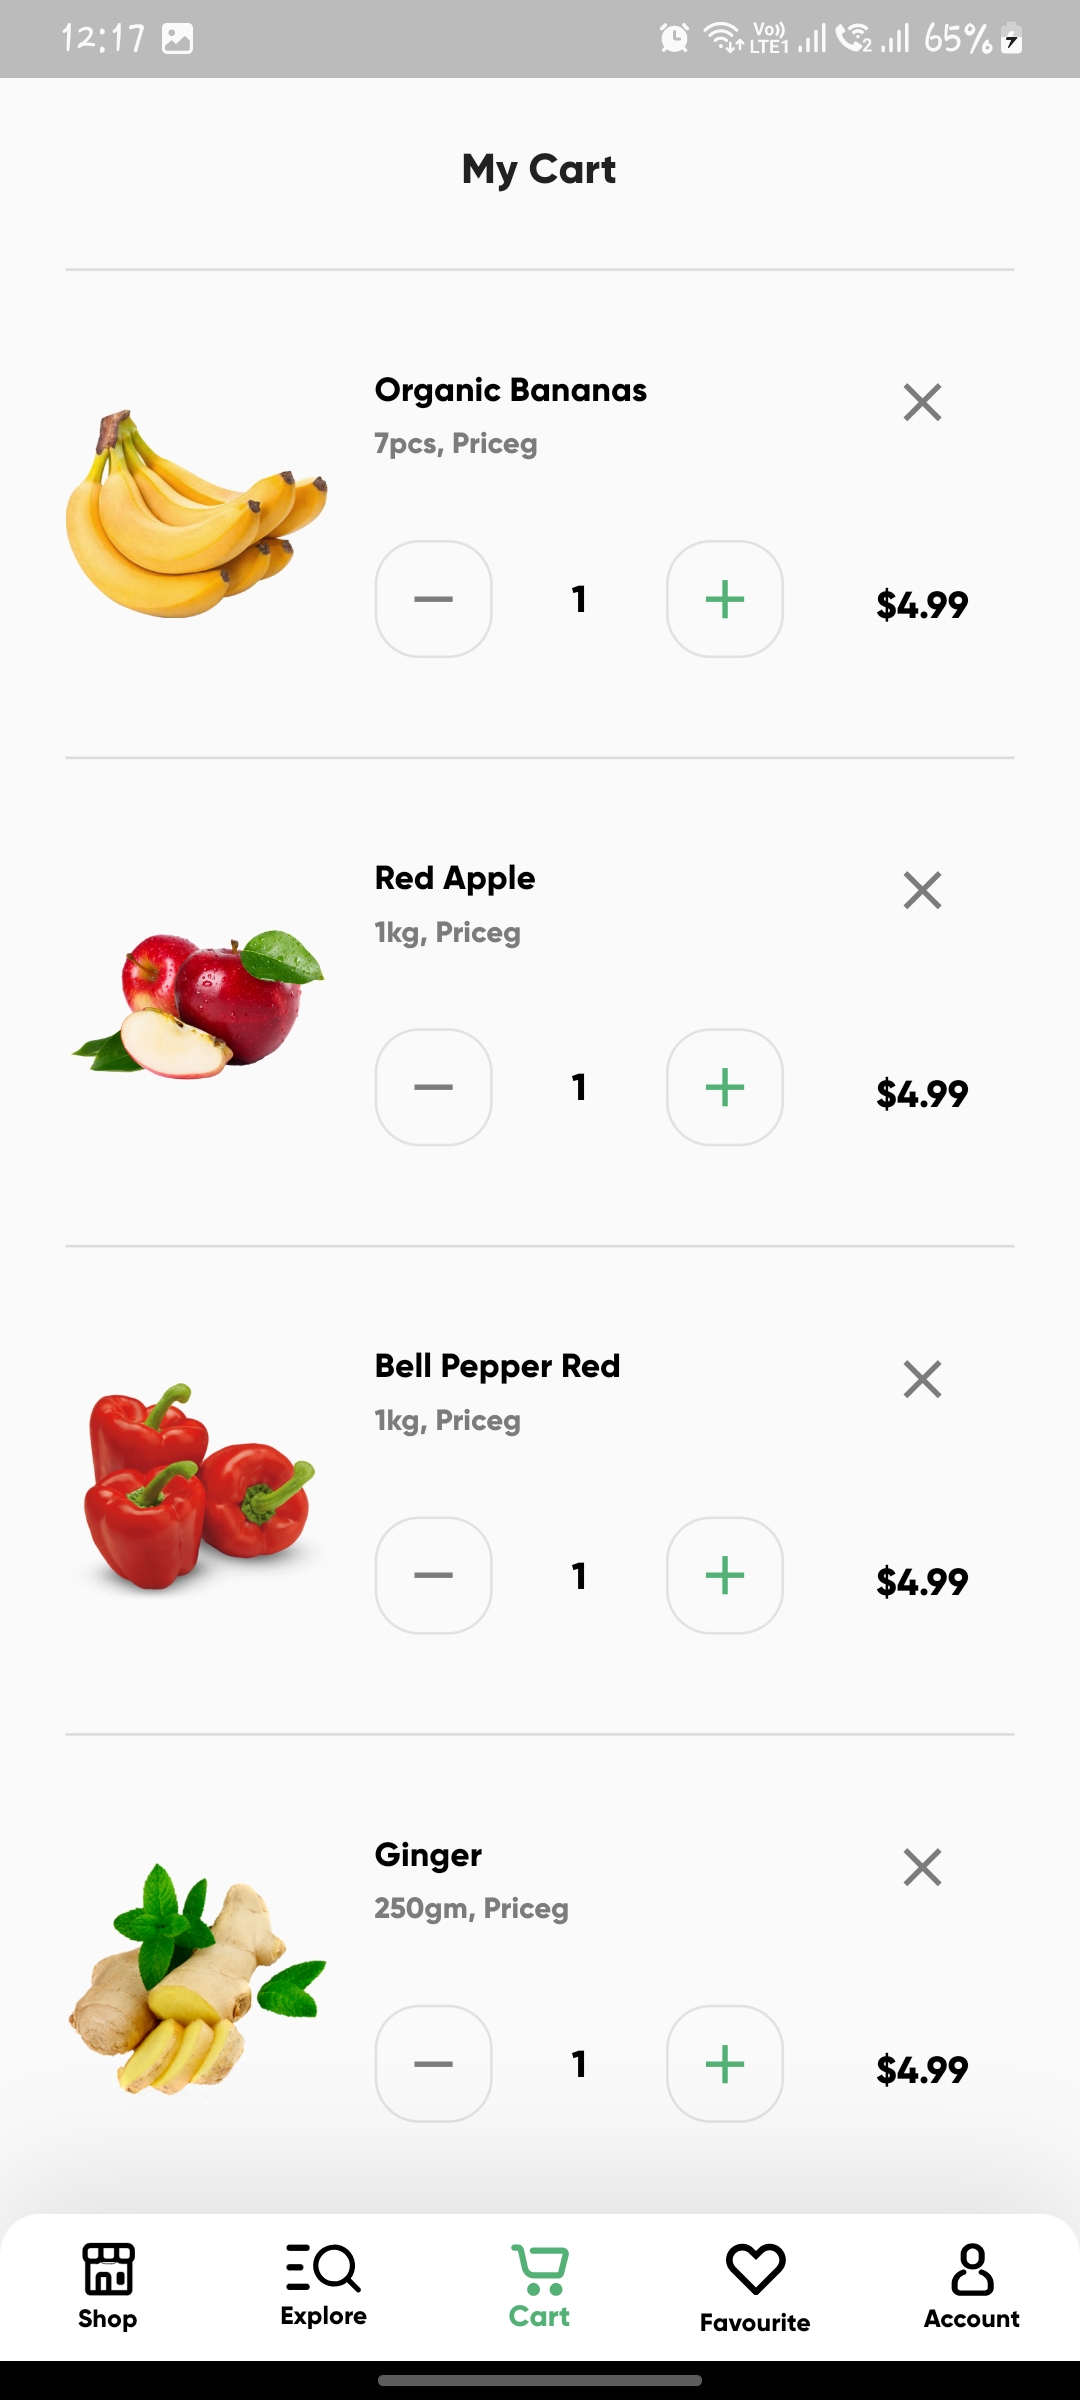 12:17 Vo)) LTE1 2 65%
My Cart
Organic Bananas
7pcs, Priceg
1 $4.99
Red Apple
1kg, Priceg
1 $4.99
Bell Pepper Red
1kg, Priceg
1 $4.99
Ginger
250gm, Priceg
1 $4.99
Shop Explore Cart Favourite Account